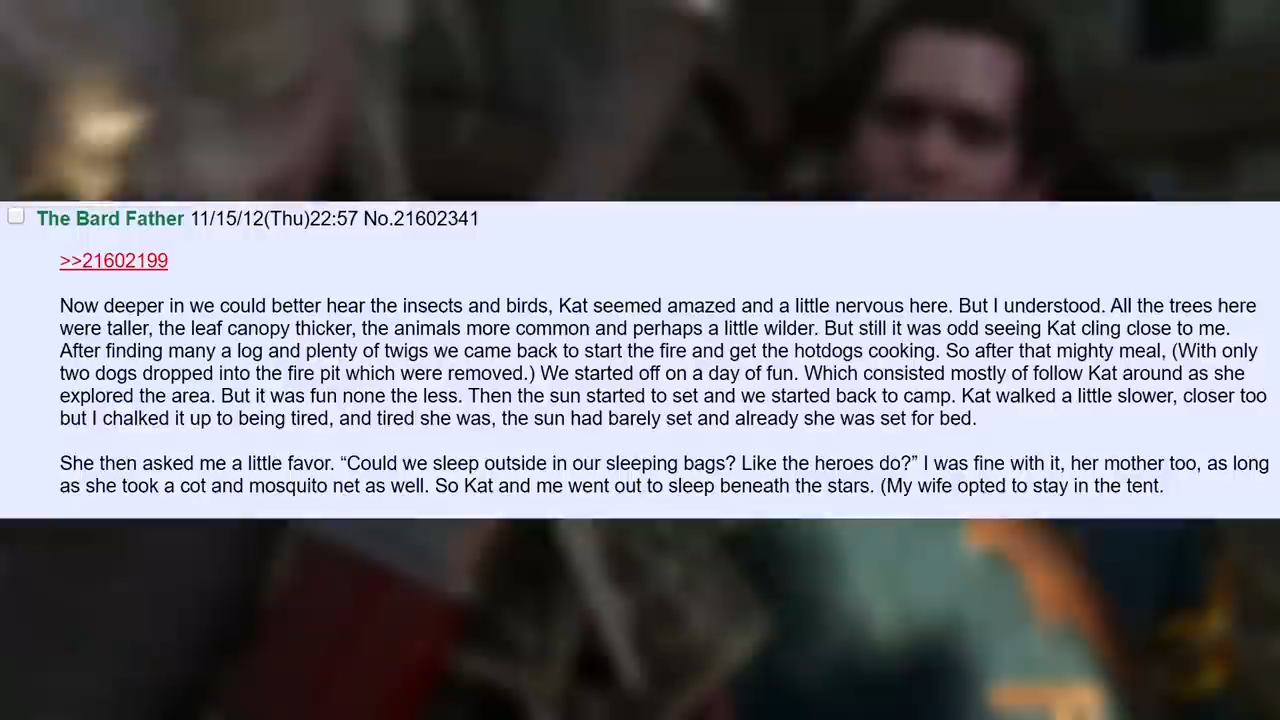 The Bard Father 11/15/12(Thu)22:57 No.21602341
>>21602199
Now deeper in we could better hear the insects and birds, Kat seemed amazed and a little nervous here. But I understood. All the trees here
were taller, the leaf canopy thicker, the animals more common and perhaps a little wilder. But still it was odd seeing Kat cling close to me.
After finding many a log and plenty of twigs we came back to start the fire and get the hotdogs cooking. So after that mighty meal, (With only
two dogs dropped into the fire pit which were removed.) We started off on a day of fun. Which consisted mostly of follow Kat around as she
explored the area. But it was fun none the less. Then the sun started to set and we started back to camp. Kat walked a little slower, closer too
but I chalked it up to being tired, and tired she was, the sun had barely set and already she was set for bed.
She then asked me a little favor. “Could we sleep outside in our sleeping bags? Like the heroes do?” I was fine with it, her mother too, as long
as she took a cot and mosquito net as well. So Kat and me went out to sleep beneath the stars. (My wife opted to stay in the tent.